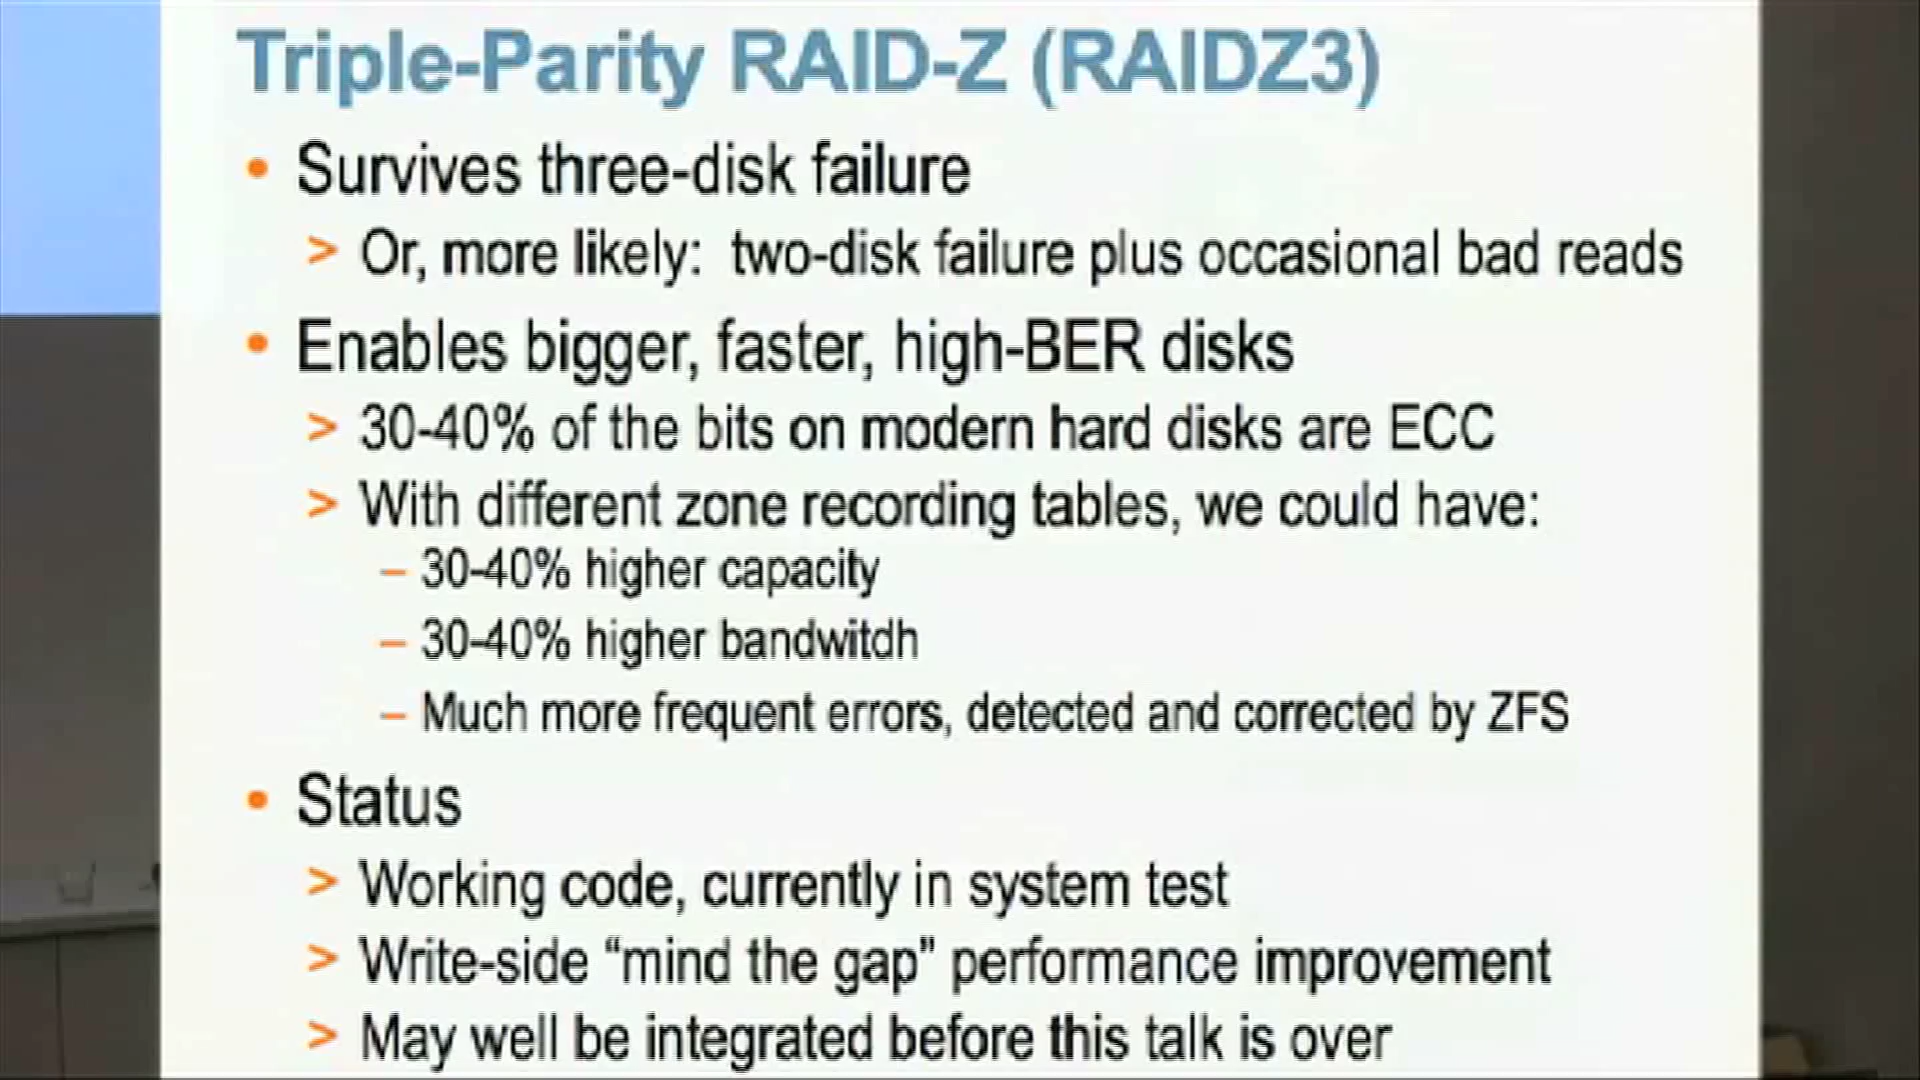 Triple-Parity RAID-Z (RAIDZ3)
• Survives three-disk failure
> Or, more likely: two-disk failure plus occasional bad reads
• Enables bigger, faster, high-BER disks
> 30-40% of the bits on modern hard disks are ECC
> With different zone recording tables, we could have:
– 30-40% higher capacity
– 30-40% higher bandwitdh
– Much more frequent errors, detected and corrected by ZFS
• Status
> Working code, currently in system test
> Write-side “mind the gap” performance improvement
> May well be integrated before this talk is over